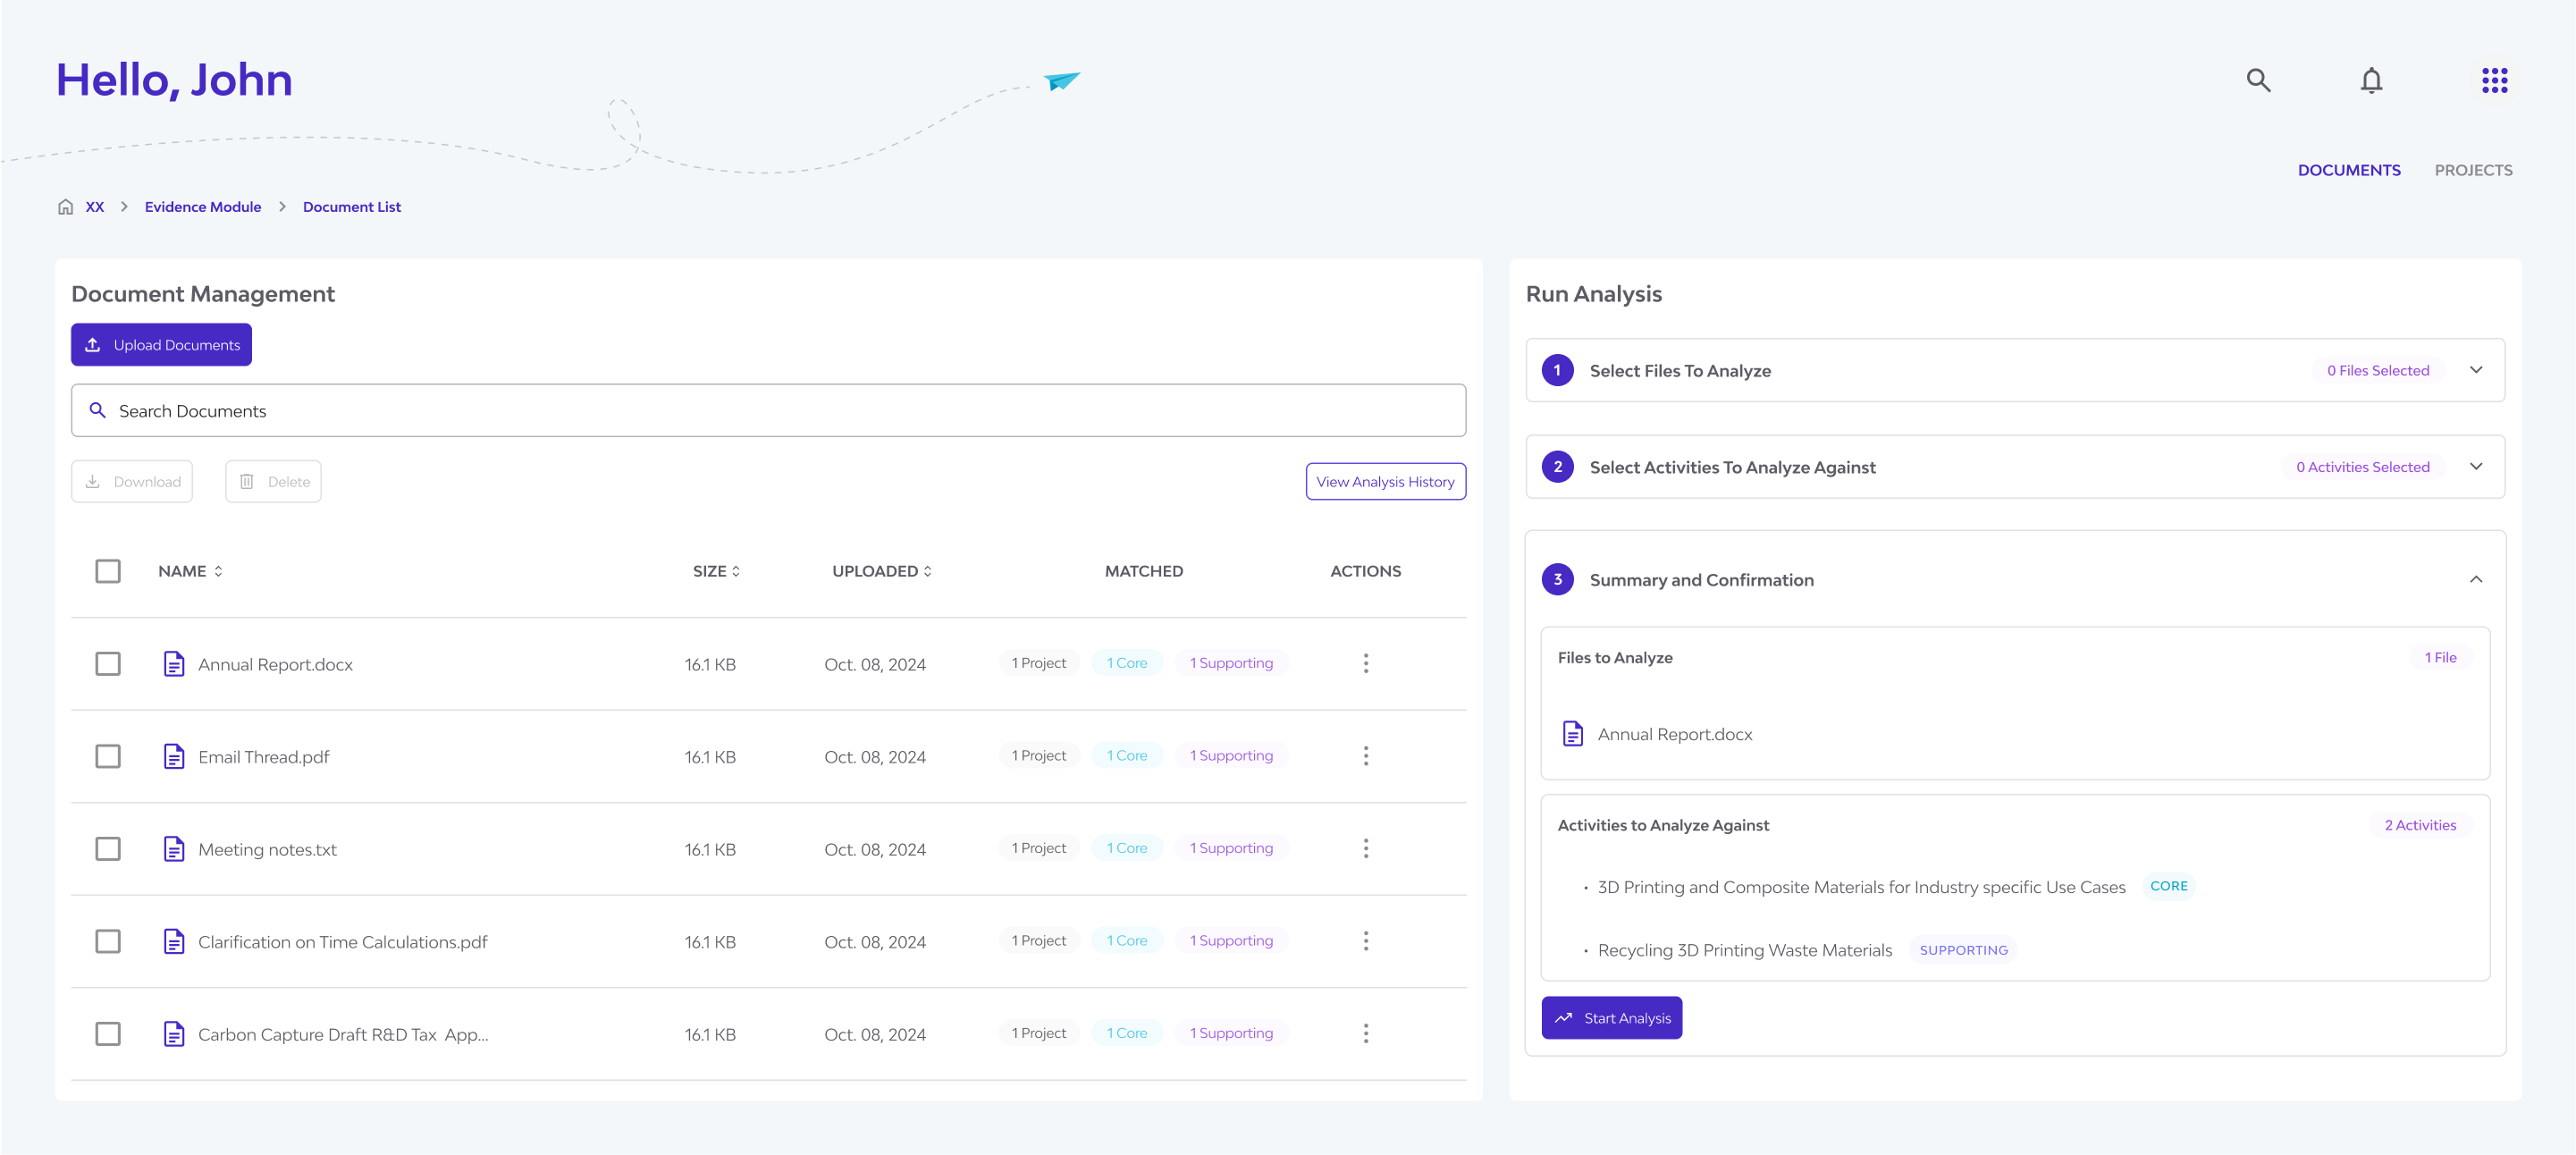 Hello, John
DOCUMENTS PROJECTS
XX > Evidence Module > Document List
Document Management
Upload Documents
Search Documents
Download Delete View Analysis History
NAME SIZE UPLOADED MATCHED ACTIONS
Annual Report.docx 16.1 KB Oct. 08, 2024 1 Project 1 Core 1 Supporting
Email Thread.pdf 16.1 KB Oct. 08, 2024 1 Project 1 Core 1 Supporting
Meeting notes.txt 16.1 KB Oct. 08, 2024 1 Project 1 Core 1 Supporting
Clarification on Time Calculations.pdf 16.1 KB Oct. 08, 2024 1 Project 1 Core 1 Supporting
Carbon Capture Draft R&D Tax App... 16.1 KB Oct. 08, 2024 1 Project 1 Core 1 Supporting
Run Analysis
1 Select Files To Analyze 0 Files Selected
2 Select Activities To Analyze Against 0 Activities Selected
3 Summary and Confirmation
Files to Analyze 1 File
Annual Report.docx
Activities to Analyze Against 2 Activities
• 3D Printing and Composite Materials for Industry specific Use Cases CORE
• Recycling 3D Printing Waste Materials SUPPORTING
Start Analysis